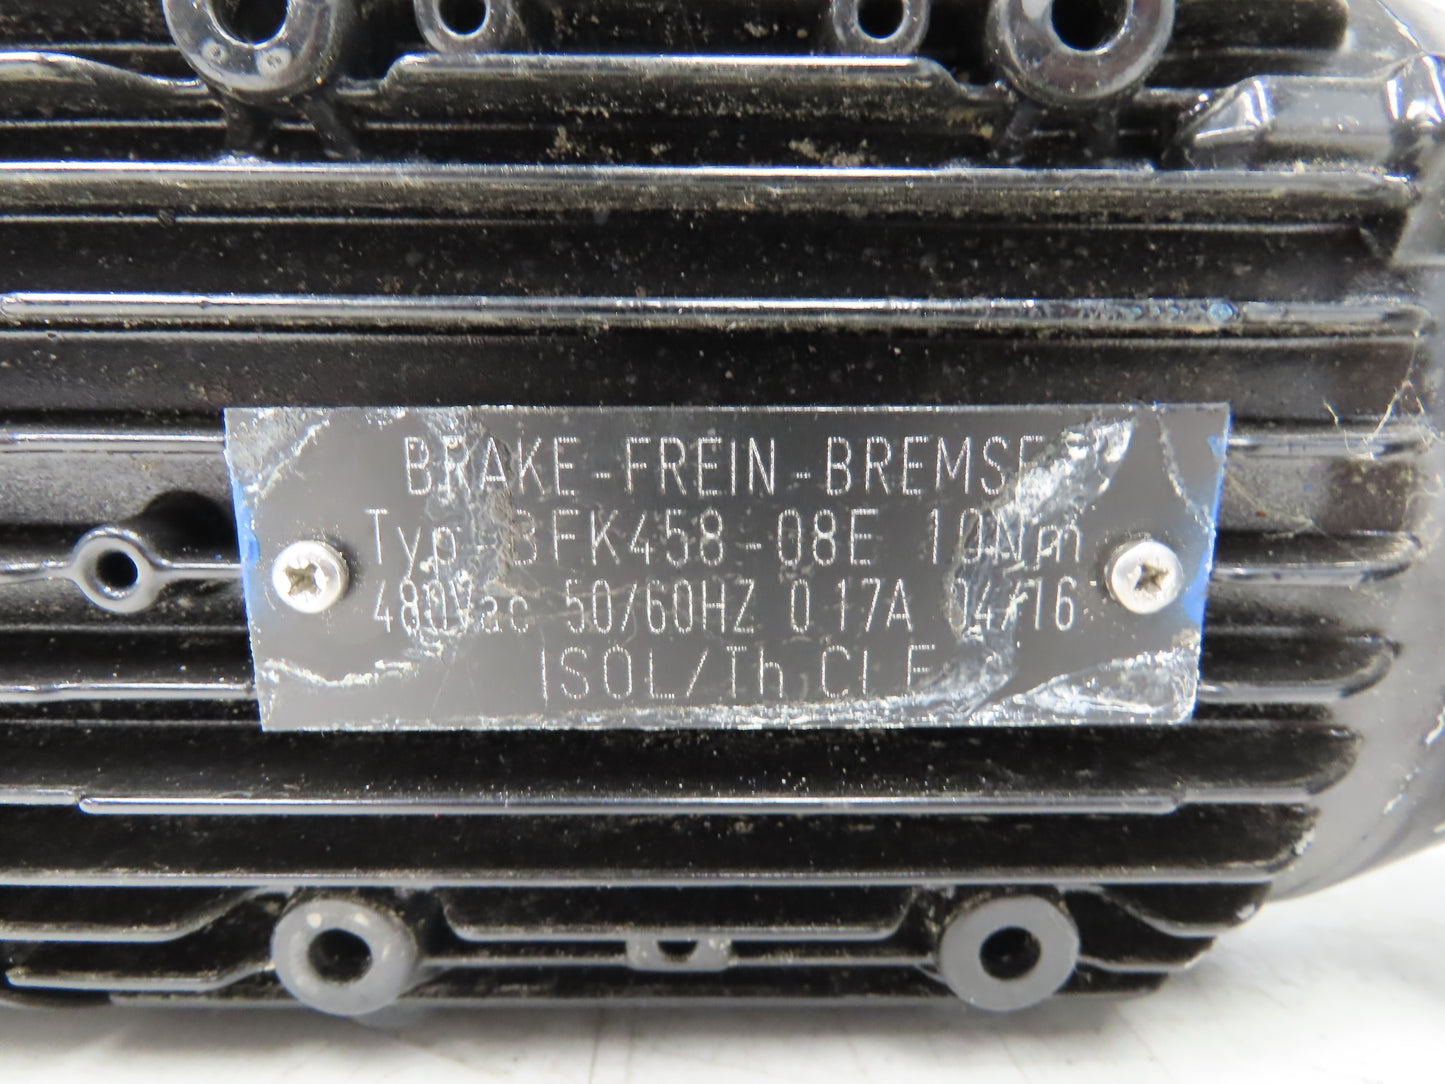 BRAKE-FREIN-BREMSE
Typ BFK458-08E 10Nm
480Vac 50/60HZ 0.17A 04/16
ISOL/Th.Cl F